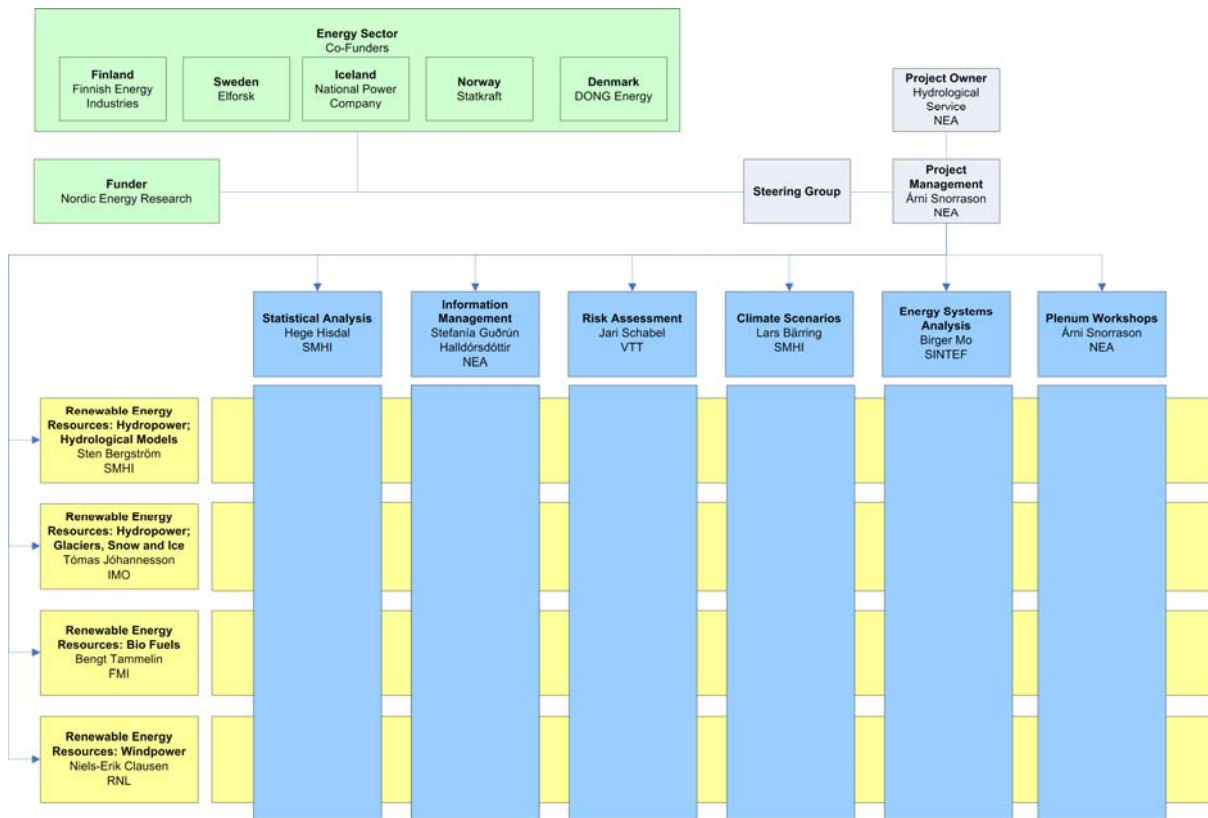 Energy Sector
Co-Funders
Finland
Finnish Energy
Industries
Sweden
Elforsk
Iceland
National Power
Company
Norway
Statkraft
Denmark
DONG Energy
Project Owner
Hydrological
Service
NEA
Funder
Nordic Energy Research
Steering Group
Project
Management
Árni Snorrason
NEA
Statistical Analysis
Hege Hisdal
SMHI
Information
Management
Stefanía Guðrún
Halldórsdóttir
NEA
Risk Assessment
Jari Schabel
VTT
Climate Scenarios
Lars Bärring
SMHI
Energy Systems
Analysis
Birger Mo
SINTEF
Plenum Workshops
Árni Snorrason
NEA
Renewable Energy
Resources: Hydropower;
Hydrological Models
Sten Bergström
SMHI
Renewable Energy
Resources: Hydropower;
Glaciers, Snow and Ice
Tómas Jóhannesson
IMO
Renewable Energy
Resources: Bio Fuels
Bengt Tammelin
FMI
Renewable Energy
Resources: Windpower
Niels-Erik Clausen
RNL